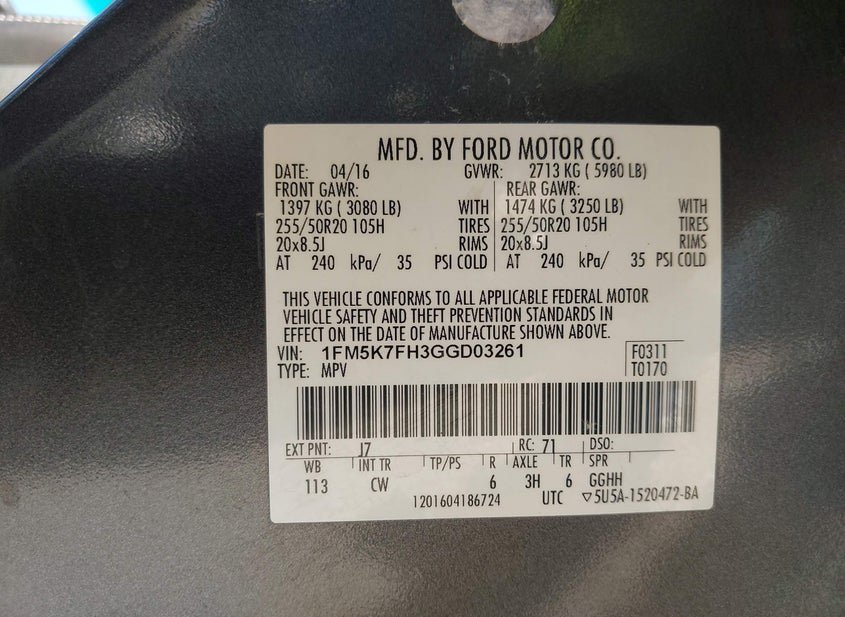 MFD. BY FORD MOTOR CO.
DATE: 04/16 GVWR: 2713 KG ( 5980 LB)
FRONT GAWR: REAR GAWR:
1397 KG ( 3080 LB) WITH 1474 KG ( 3250 LB) WITH
255/50R20 105H TIRES 255/50R20 105H TIRES
20x8.5J RIMS 20x8.5J RIMS
AT 240 kPa/ 35 PSI COLD AT 240 kPa/ 35 PSI COLD
THIS VEHICLE CONFORMS TO ALL APPLICABLE FEDERAL MOTOR
VEHICLE SAFETY AND THEFT PREVENTION STANDARDS IN
EFFECT ON THE DATE OF MANUFACTURE SHOWN ABOVE.
VIN: 1FM5K7FH3GGD03261 F0311
TYPE: MPV T0170
EXT PNT: J7 RC: 71 DSO:
WB INT TR TP/PS R AXLE TR SPR
113 CW 6 3H 6 GGHH
1201604186724 UTC ▽5U5A-1520472-BA